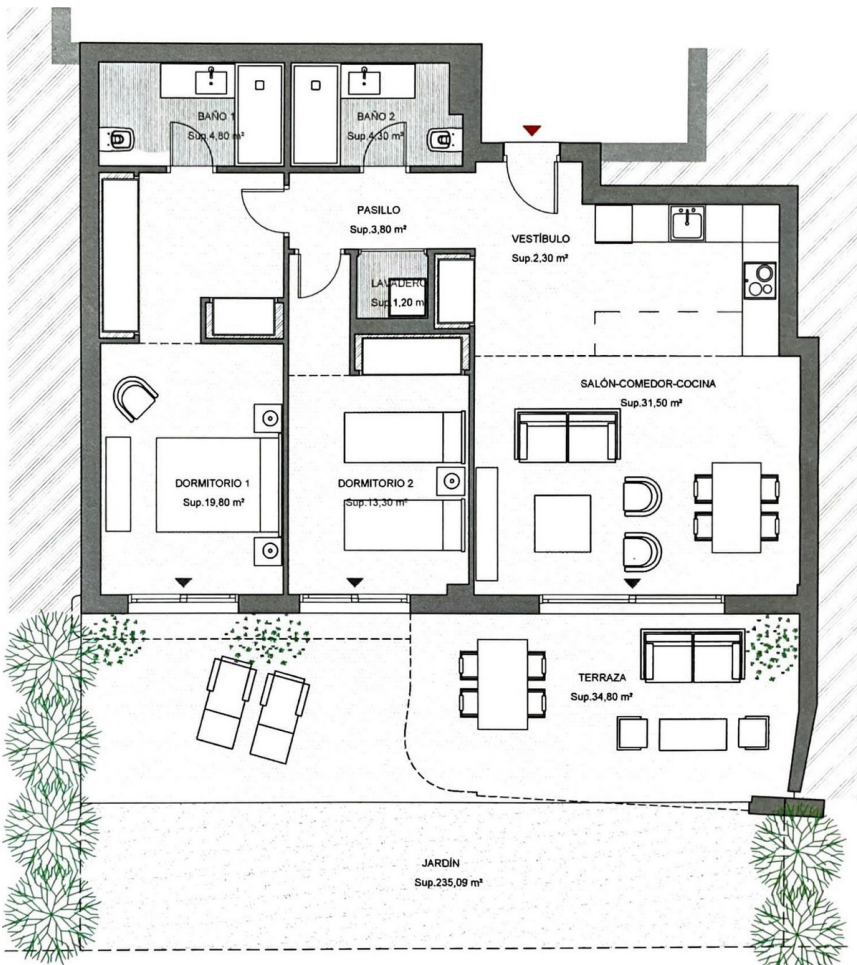 BAÑO 1
Sup.4,80 m²
BAÑO 2
Sup.4,30 m²
PASILLO
Sup.3,80 m²
VESTÍBULO
Sup.2,30 m²
LAVADERO
Sup.1,20 m
SALÓN-COMEDOR-COCINA
Sup.31,50 m²
DORMITORIO 1
Sup.19,80 m²
DORMITORIO 2
Sup.13,30 m²
TERRAZA
Sup.34,80 m²
JARDÍN
Sup.235,09 m²